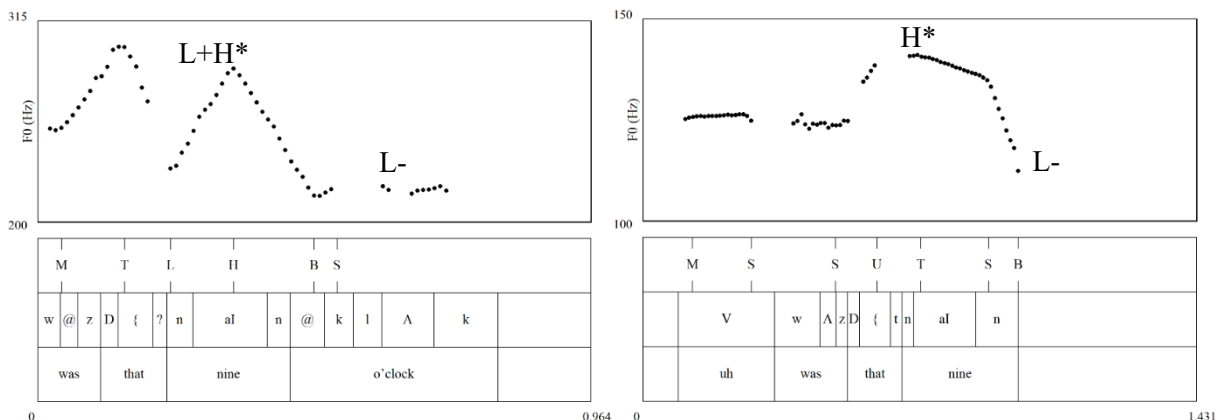 315
L+H*
F0 (Hz)
L-
200
M T L H B S
w @ z D { ? n aI n @ k l Λ k
was that nine o'clock
0 0.964
150
H*
F0 (Hz)
L-
100
M S S U T S B
V w Λ z D { t n aI n
uh was that nine
0 1.431